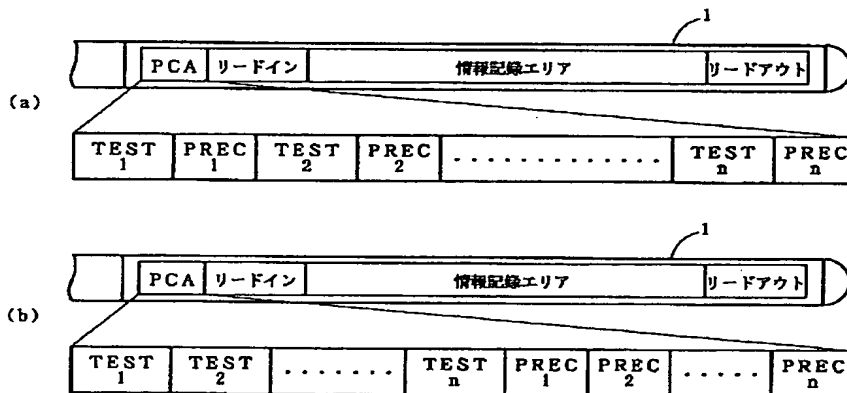 1
PCA リードイン 情報記録エリア リードアウト
(a)
TEST 1 PREC 1 TEST 2 PREC 2 ・・・・・・・・・・・・・ TEST n PREC n
1
PCA リードイン 情報記録エリア リードアウト
(b)
TEST 1 TEST 2 ・・・・・・・ TEST n PREC 1 PREC 2 ・・・・・ PREC n